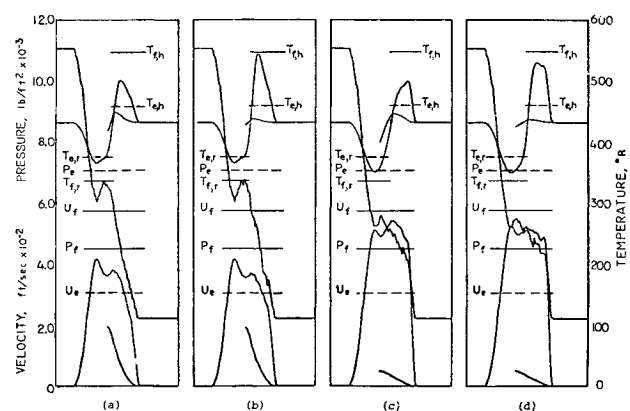 PRESSURE, lb/ft² x10⁻³
VELOCITY, ft/sec x10⁻²
12.0
10.0
8.0
6.0
4.0
2.0
0
T_f,h
T_e,h
T_e,r
P_e
T_f,r
U_f
P_f
U_e
(a)
T_f,h
T_e,h
T_e,r
P_e
T_f,r
U_f
P_f
U_e
(b)
T_f,h
T_e,h
T_e,r
P_e
T_f,r
U_f
P_f
U_e
(c)
T_f,h
T_e,h
T_e,r
P_e
T_f,r
U_f
P_f
U_e
(d)
600
500
400
300
200
100
0
TEMPERATURE, °R